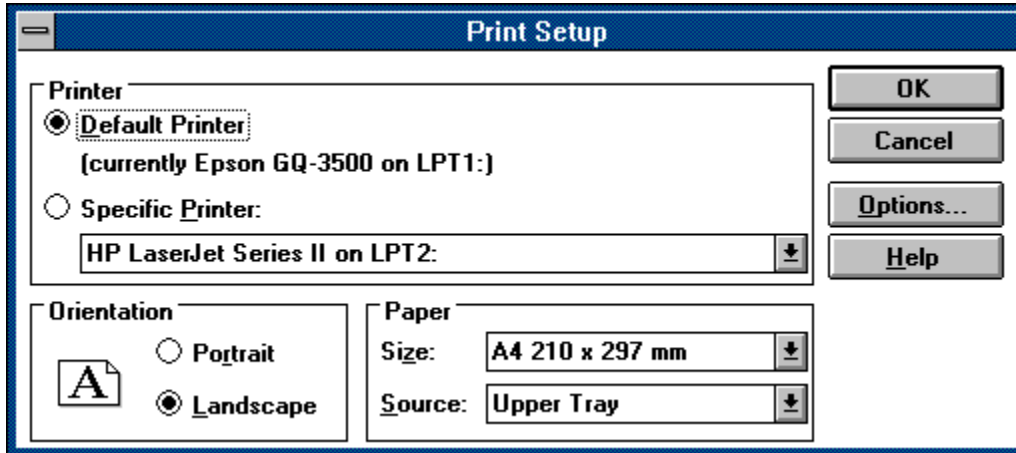 Print Setup
Printer
Default Printer
(currently Epson GQ-3500 on LPT1:)
Specific Printer:
HP LaserJet Series II on LPT2:
OK
Cancel
Options...
Help
Orientation
A
Portrait
Landscape
Paper
Size: A4 210 x 297 mm
Source: Upper Tray